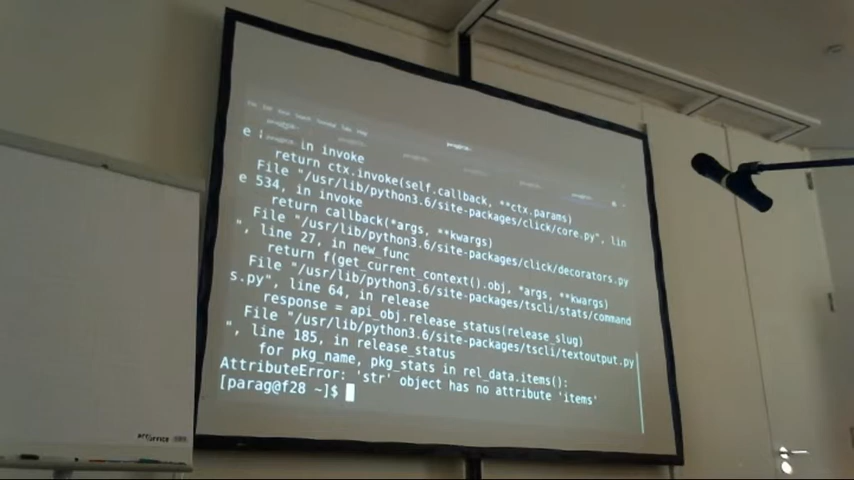 in invoke
return ctx.invoke(self.callback, **ctx.params)
File "/usr/lib/python3.6/site-packages/click/core.py", lin
e 534, in invoke
return callback(*args, **kwargs)
File "/usr/lib/python3.6/site-packages/click/decorators.py
", line 27, in new_func
return f(get_current_context().obj, *args, **kwargs)
File "/usr/lib/python3.6/site-packages/tscli/stats/command
s.py", line 64, in release
response = api_obj.release_status(release_slug)
File "/usr/lib/python3.6/site-packages/tscli/textoutput.py
", line 185, in release_status
for pkg_name, pkg_stats in rel_data.items():
AttributeError: 'str' object has no attribute 'items'
[parag@f28 ~]$